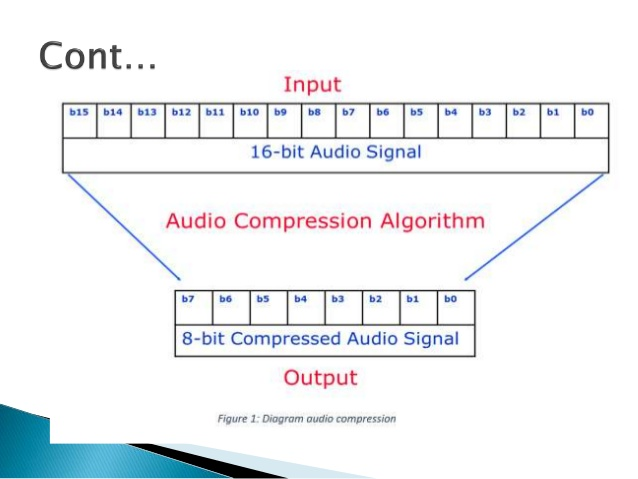 Cont...
Input
b15 b14 b13 b12 b11 b10 b9 b8 b7 b6 b5 b4 b3 b2 b1 b0
16-bit Audio Signal
Audio Compression Algorithm
b7 b6 b5 b4 b3 b2 b1 b0
8-bit Compressed Audio Signal
Output
Figure 1: Diagram audio compression